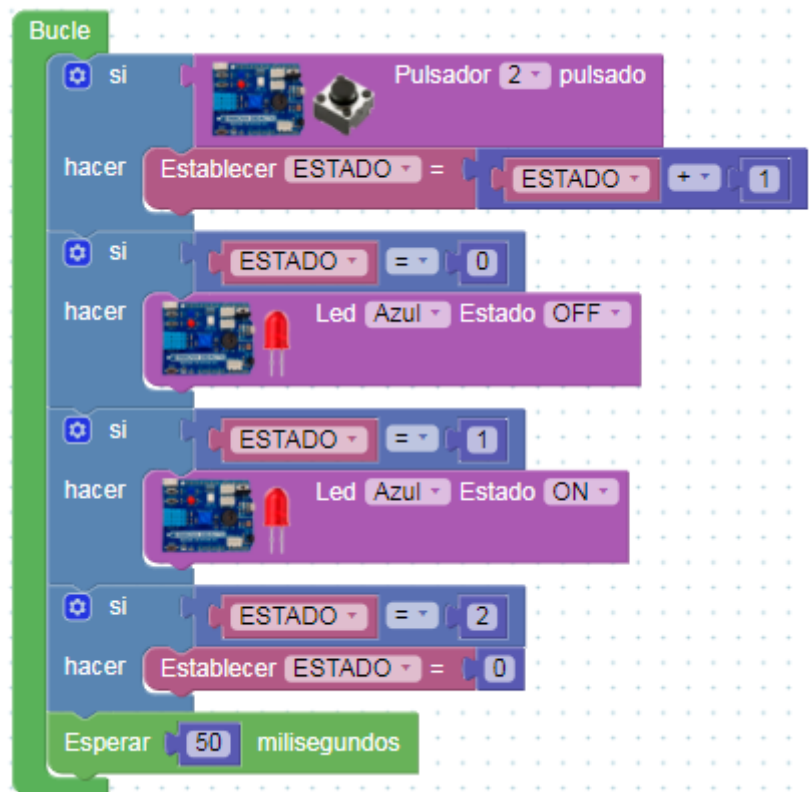 Bucle
si Pulsador 2 pulsado
hacer Establecer ESTADO = ESTADO + 1
si ESTADO = 0
hacer Led Azul Estado OFF
si ESTADO = 1
hacer Led Azul Estado ON
si ESTADO = 2
hacer Establecer ESTADO = 0
Esperar 50 milisegundos